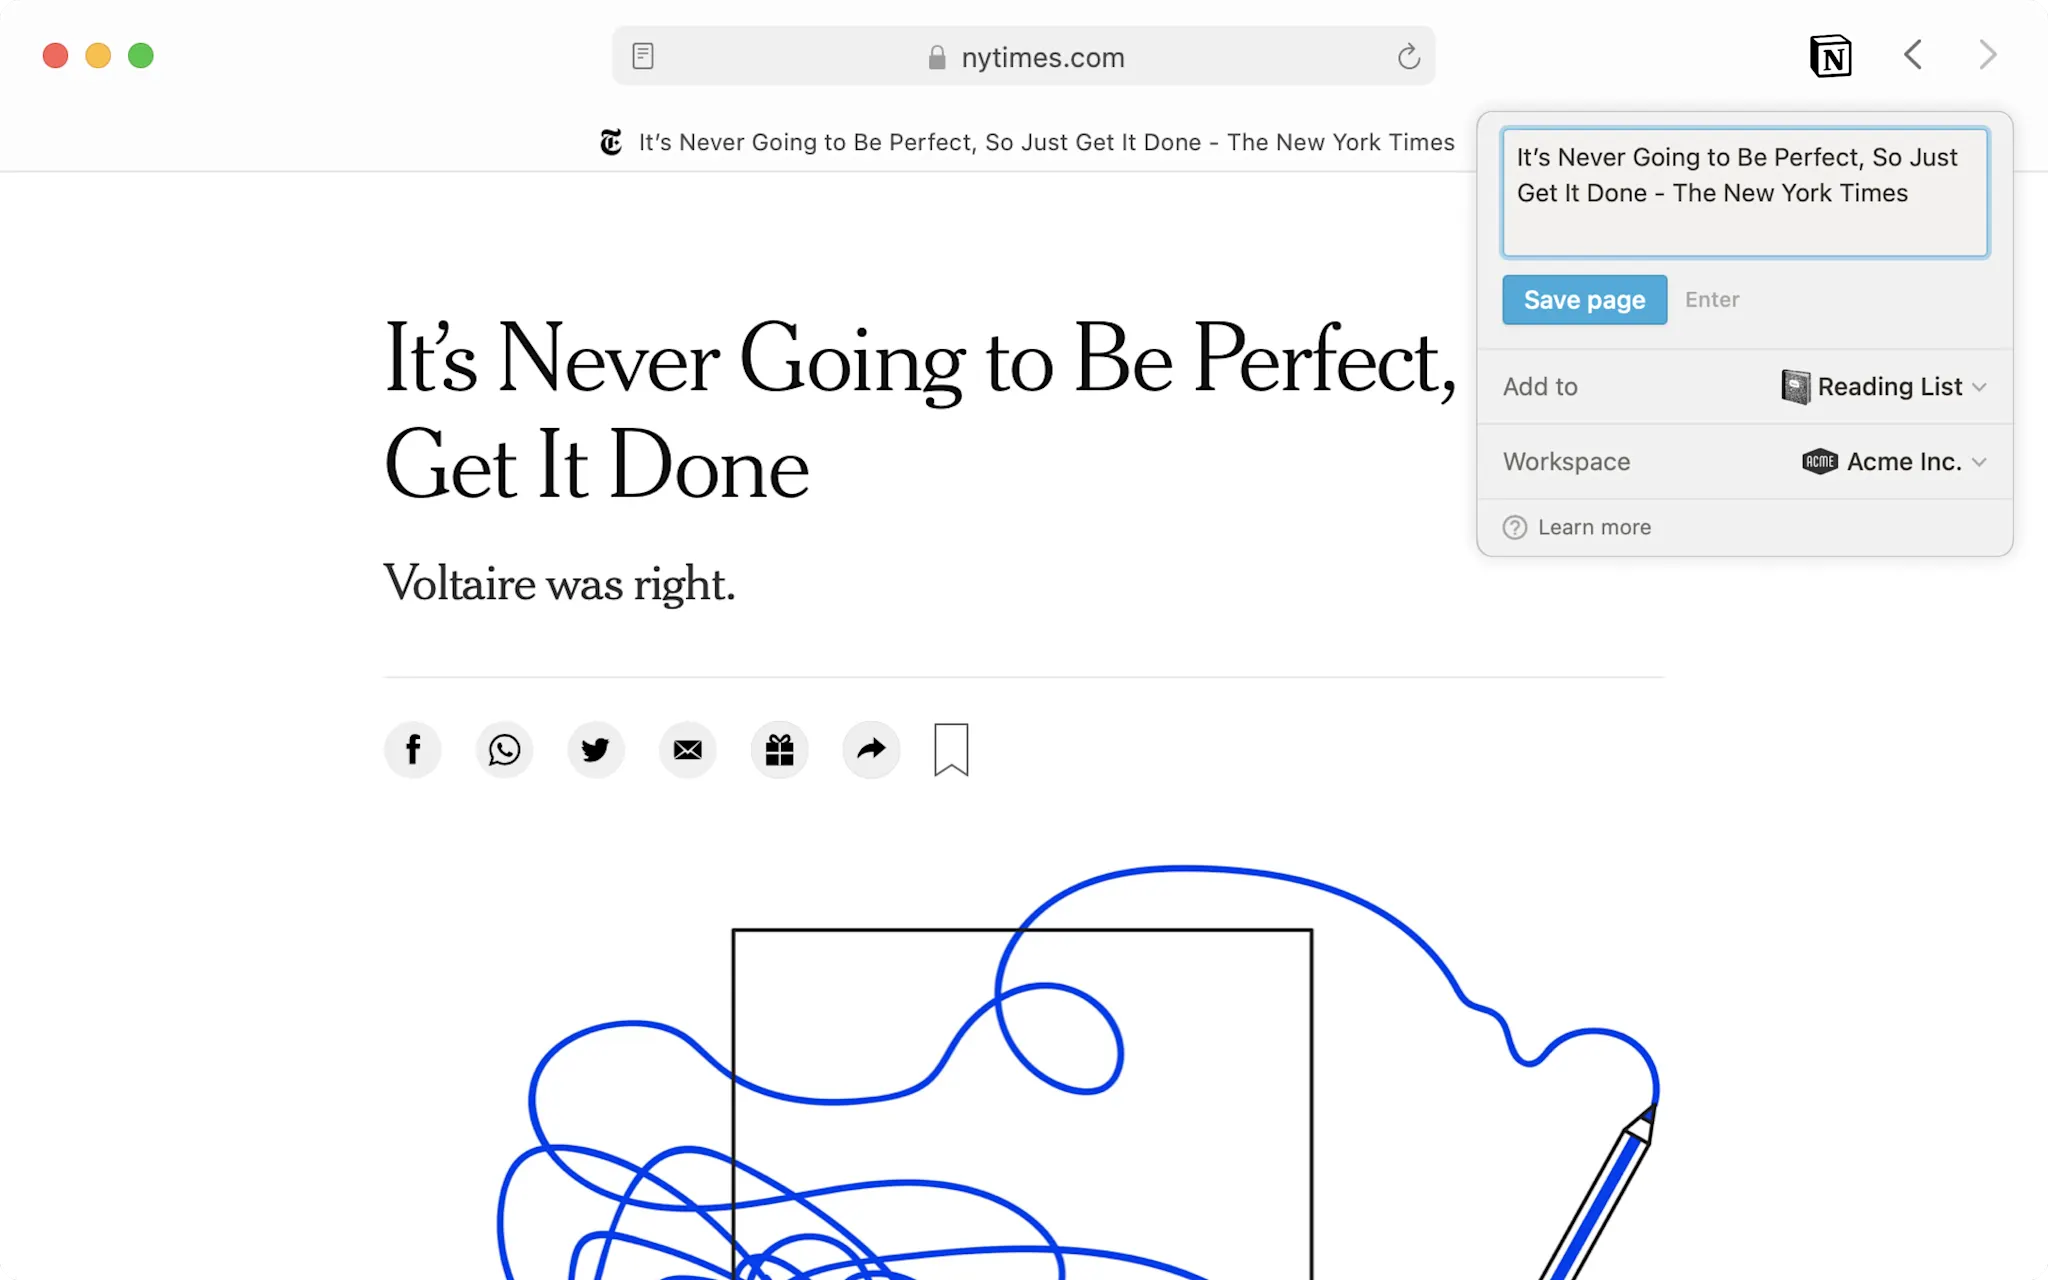 nytimes.com
It’s Never Going to Be Perfect, So Just Get It Done - The New York Times
It’s Never Going to Be Perfect, So Just
Get It Done - The New York Times
Save page
Enter
Add to
Reading List
Workspace
ACME
Acme Inc.
Learn more
It’s Never Going to Be Perfect,
Get It Done
Voltaire was right.